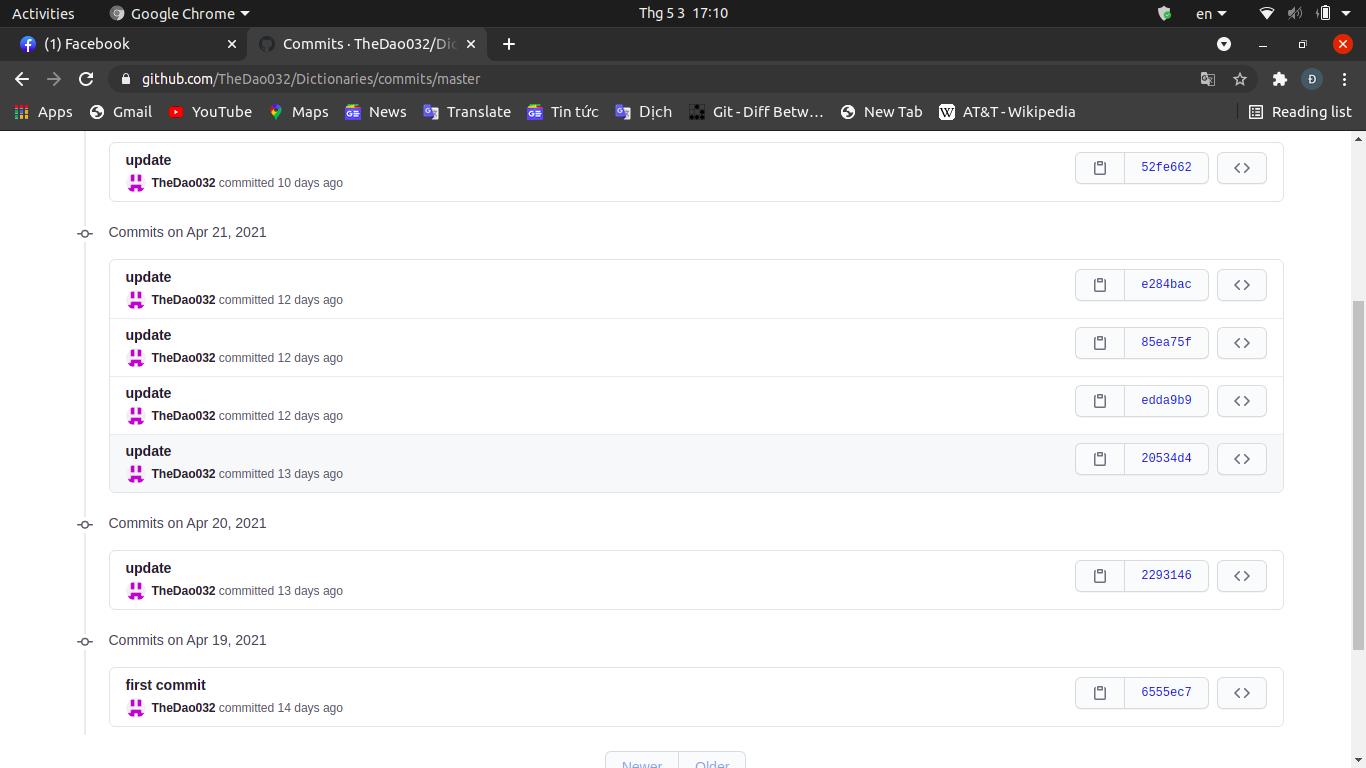 Activities Google Chrome Thg 5 3 17:10 en
(1) Facebook Commits · TheDao032/Dic
github.com/TheDao032/Dictionaries/commits/master Đ
Apps Gmail YouTube Maps News Translate Tin tức Dịch Git - Diff Betw... New Tab W AT&T - Wikipedia Reading list
update
TheDao032 committed 10 days ago
52fe662
Commits on Apr 21, 2021
update
TheDao032 committed 12 days ago
e284bac
update
TheDao032 committed 12 days ago
85ea75f
update
TheDao032 committed 12 days ago
edda9b9
update
TheDao032 committed 13 days ago
20534d4
Commits on Apr 20, 2021
update
TheDao032 committed 13 days ago
2293146
Commits on Apr 19, 2021
first commit
TheDao032 committed 14 days ago
6555ec7
Newer Older